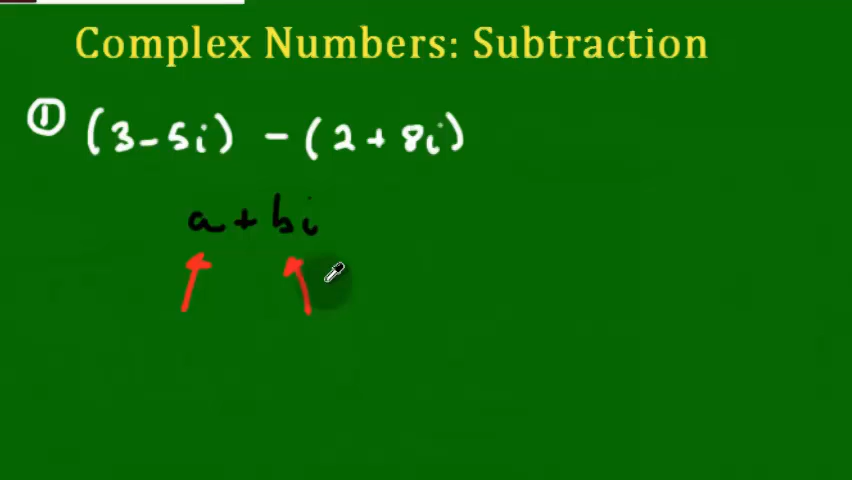 Complex Numbers: Subtraction
① (3-5i) - (2+8i)
a+bi